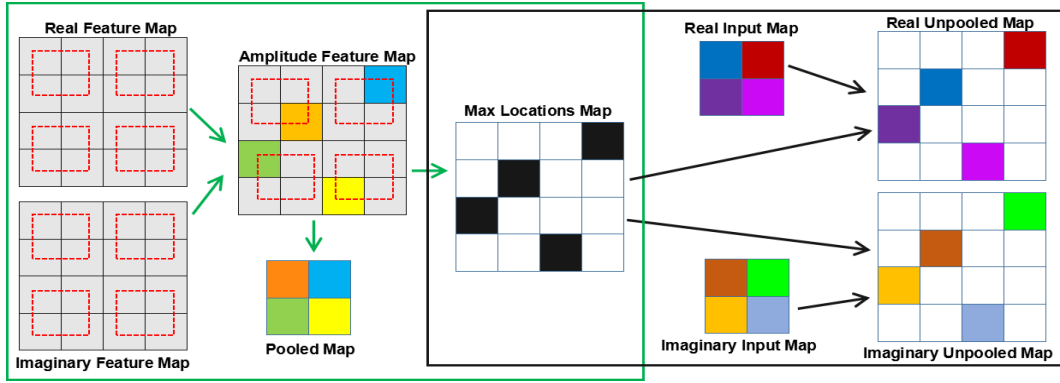 Real Feature Map
Amplitude Feature Map
Max Locations Map
Real Input Map
Real Unpooled Map
Pooled Map
Imaginary Feature Map
Imaginary Input Map
Imaginary Unpooled Map